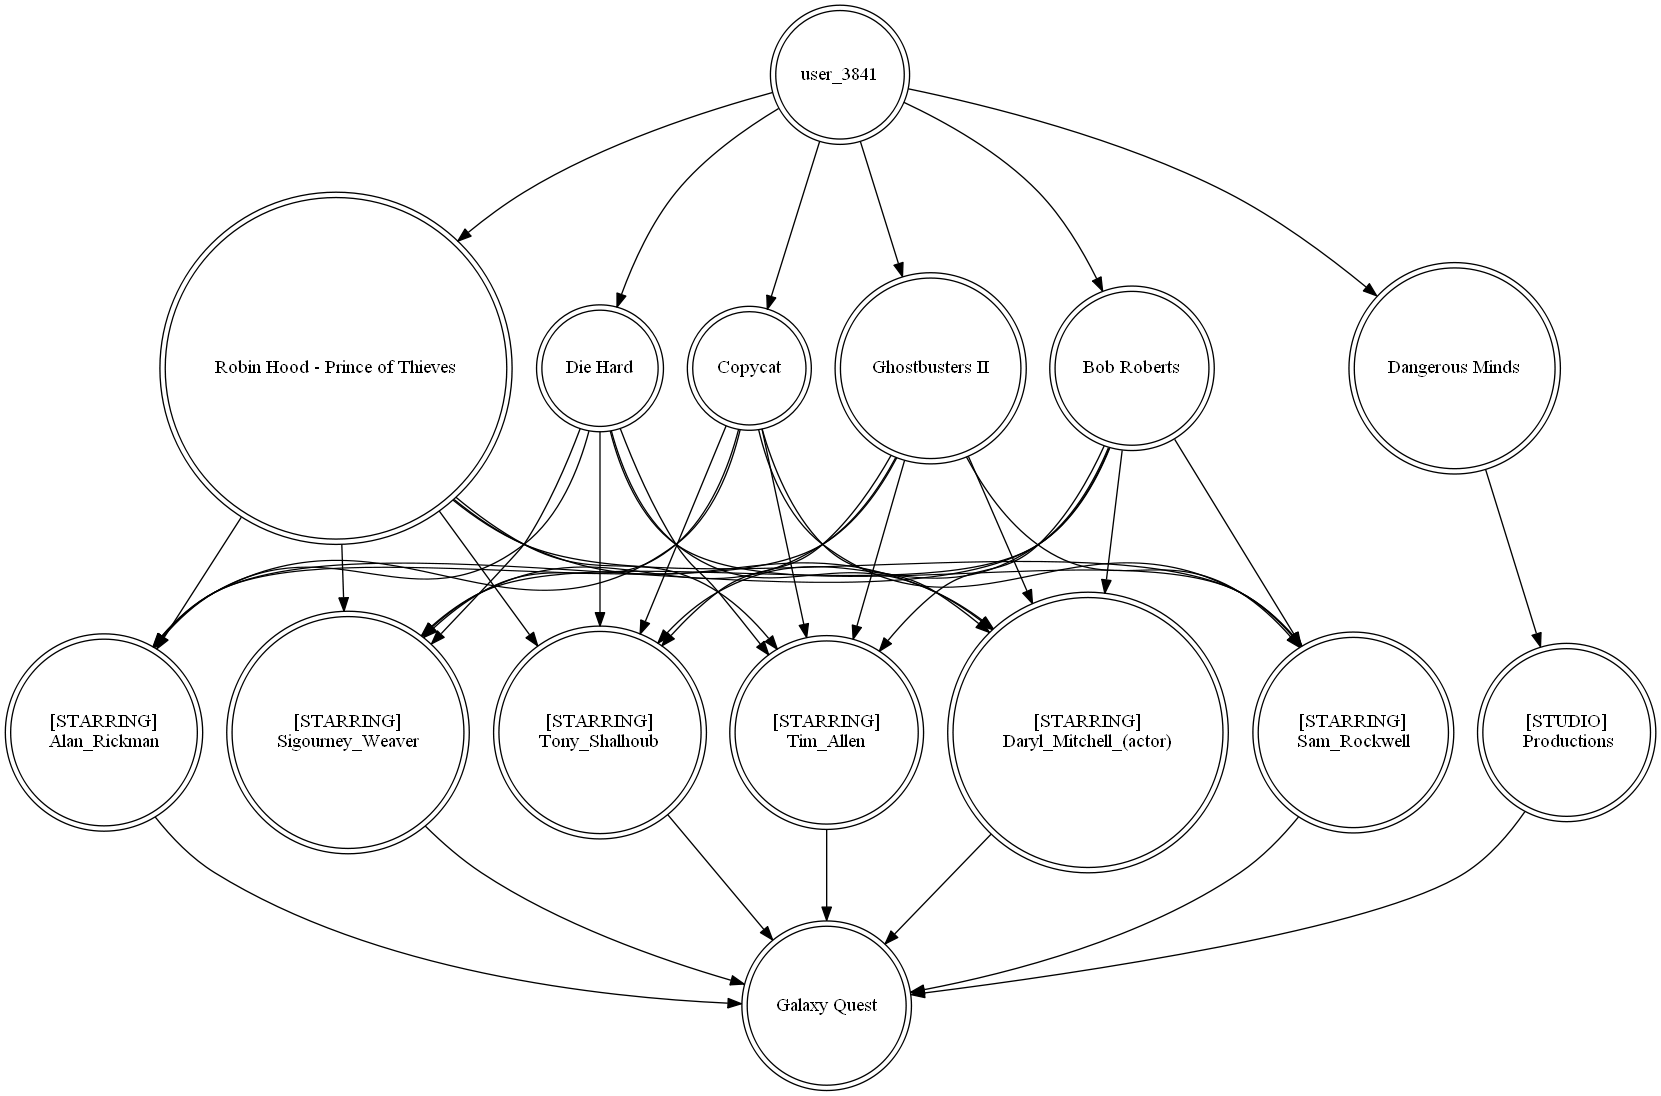 user_3841
Robin Hood - Prince of Thieves
Die Hard
Copycat
Ghostbusters II
Bob Roberts
Dangerous Minds
[STARRING]
Alan_Rickman
[STARRING]
Sigourney_Weaver
[STARRING]
Tony_Shalhoub
[STARRING]
Tim_Allen
[STARRING]
Daryl_Mitchell_(actor)
[STARRING]
Sam_Rockwell
[STUDIO]
Productions
Galaxy Quest